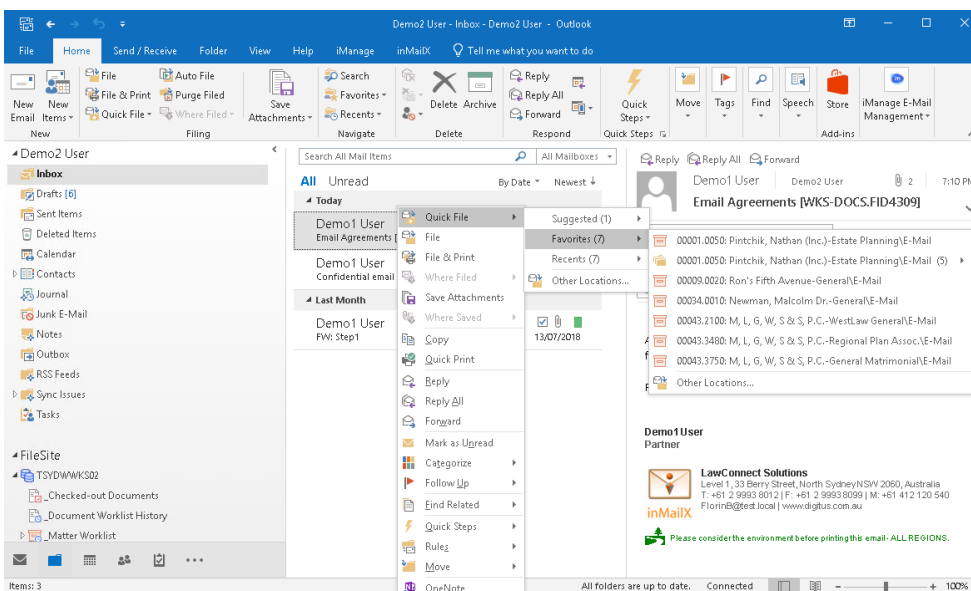 Demo2 User - Inbox - Demo2 User - Outlook
File Home Send / Receive Folder View Help iManage inMailX Tell me what you want to do
New Email
New Items
File
File & Print
Quick File
Auto File
Purge Filed
Where Filed
Save Attachments
Search
Favorites
Recents
Delete Archive
Reply
Reply All
Forward
Quick Steps
Move
Tags
Find
Speech
Store
iManage E-Mail Management
New Filing Navigate Delete Respond Quick Steps Add-ins
Demo2 User
Inbox
Drafts [6]
Sent Items
Deleted Items
Calendar
Contacts
Journal
Junk E-Mail
Notes
Outbox
RSS Feeds
Sync Issues
Tasks
FileSite
TSYDWWKS02
_Checked-out Documents
_Document Worklist History
_Matter Worklist
Search All Mail Items All Mailboxes
All Unread By Date Newest
Today
Demo1 User
Email Agreements [
Demo1 User
Confidential email
Last Month
Demo1 User
FW: Step1 13/07/2018
Quick File
File
File & Print
Where Filed
Save Attachments
Where Saved
Copy
Quick Print
Reply
Reply All
Forward
Mark as Unread
Categorize
Follow Up
Find Related
Quick Steps
Rules
Move
OneNote
Suggested (1)
Favorites (7)
Recents (7)
Other Locations...
Reply Reply All Forward
Demo1 User Demo2 User 2 7:10 PM
Email Agreements [WKS-DOCS.FID4309]
00001.0050: Pintchik, Nathan (Inc.)-Estate Planning\E-Mail
00001.0050: Pintchik, Nathan (Inc.)-Estate Planning\E-Mail (5)
00009.0020: Ron's Fifth Avenue-General\E-Mail
00034.0010: Newman, Malcolm Dr.-General\E-Mail
00043.2100: M, L, G, W, S & S, P.C.-WestLaw General\E-Mail
00043.3480: M, L, G, W, S & S, P.C.-Regional Plan Assoc.\E-Mail
00043.3750: M, L, G, W, S & S, P.C.-General Matrimonial\E-Mail
Other Locations...
Demo1User
Partner
inMailX
LawConnect Solutions
Level 1, 33 Berry Street, North Sydney NSW 2060, Australia
T: +61 2 9993 8012 | F: +61 2 9993 8099 | M: +61 412 120 540
FlorinB@test.local | www.digitus.com.au
Please consider the environment before printing this email- ALL REGIONS.
Items: 3 All folders are up to date. Connected 100%